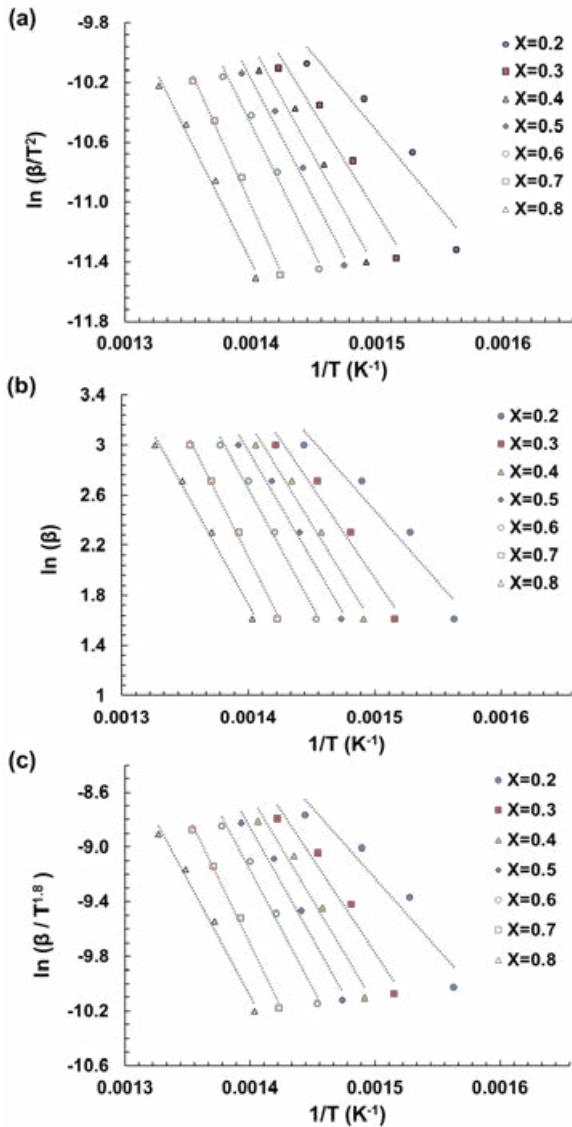 (a)
-9.8
-10.2
-10.6
-11.0
-11.4
-11.8
ln (β/T²)
X=0.2
X=0.3
X=0.4
X=0.5
X=0.6
X=0.7
X=0.8
0.0013 0.0014 0.0015 0.0016
1/T (K⁻¹)
(b)
3.4
3
2.6
2.2
1.8
1.4
1
ln (β)
X=0.2
X=0.3
X=0.4
X=0.5
X=0.6
X=0.7
X=0.8
0.0013 0.0014 0.0015 0.0016
1/T (K⁻¹)
(c)
-8.6
-9.0
-9.4
-9.8
-10.2
-10.6
ln (β / T¹·⁸)
X=0.2
X=0.3
X=0.4
X=0.5
X=0.6
X=0.7
X=0.8
0.0013 0.0014 0.0015 0.0016
1/T (K⁻¹)